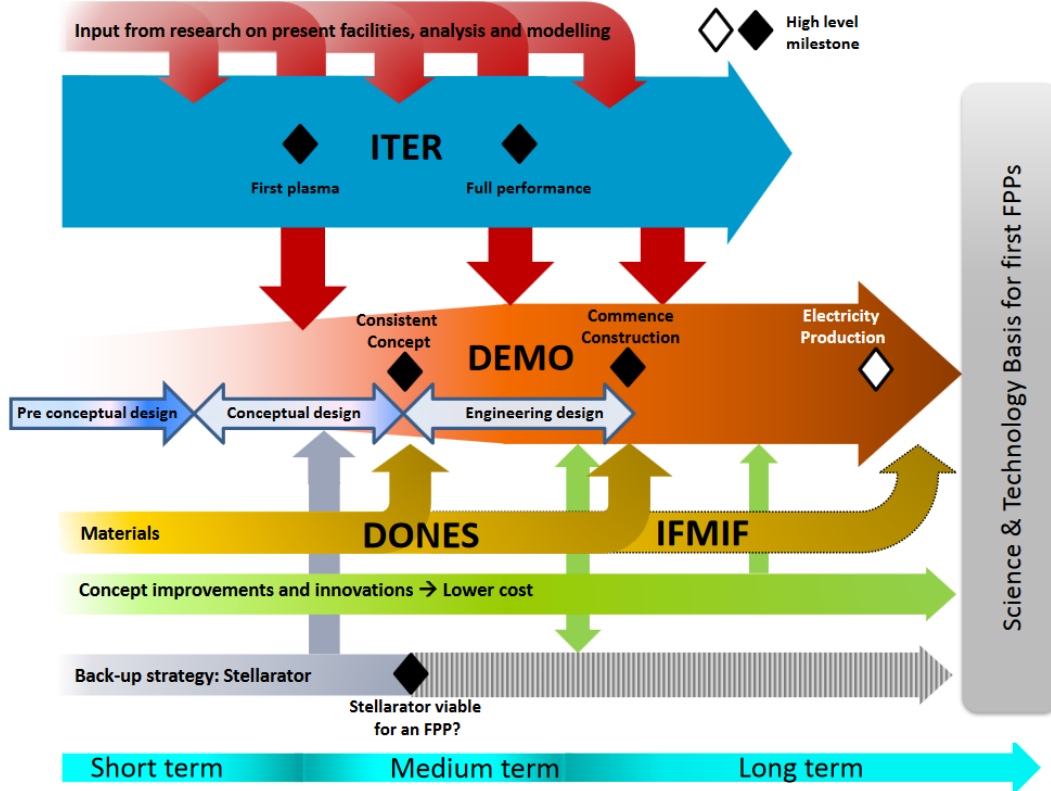 Input from research on present facilities, analysis and modelling
High level
milestone
ITER
First plasma
Full performance
Consistent
Concept
Commence
Construction
Electricity
Production
DEMO
Pre conceptual design
Conceptual design
Engineering design
Materials
DONES
IFMIF
Concept improvements and innovations → Lower cost
Back-up strategy: Stellarator
Stellarator viable
for an FPP?
Short term
Medium term
Long term
Science & Technology Basis for first FPPs